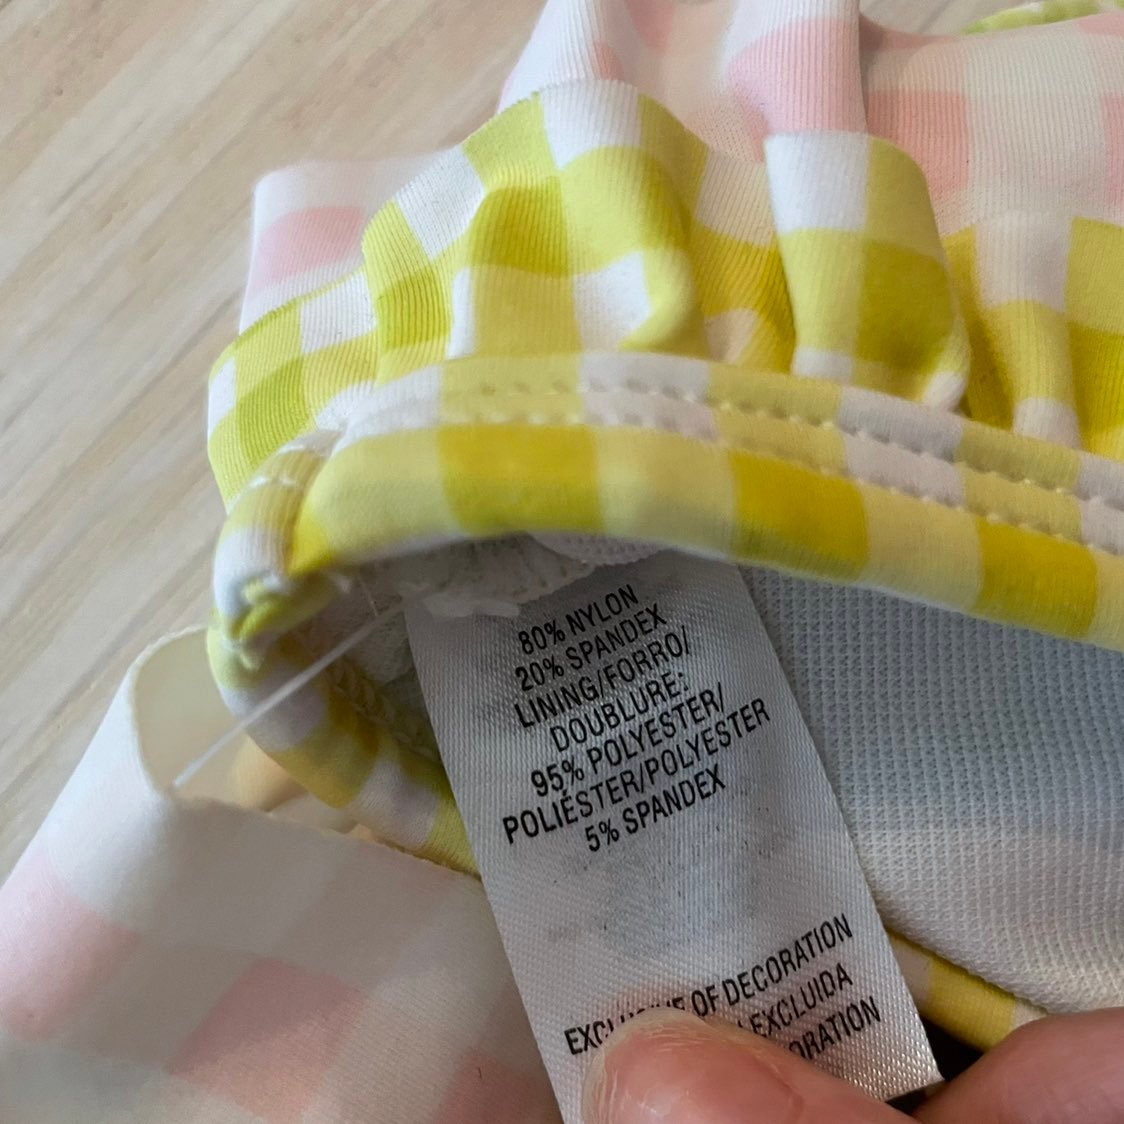 80% NYLON
20% SPANDEX
LINING/FORRO/
DOUBLURE:
95% POLYESTER/
POLIÉSTER/POLYESTER
5% SPANDEX
OF DECORATION
EXCLUIDA